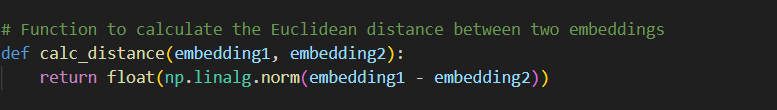 # Function to calculate the Euclidean distance between two embeddings
def calc_distance(embedding1, embedding2):
    return float(np.linalg.norm(embedding1 - embedding2))